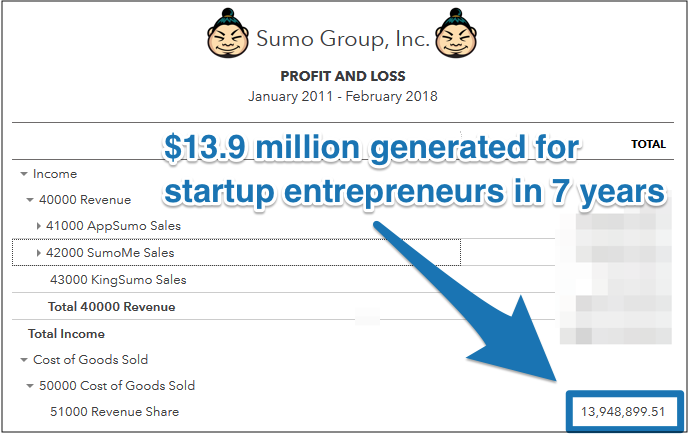 Sumo Group, Inc.
PROFIT AND LOSS
January 2011 - February 2018
$13.9 million generated for
startup entrepreneurs in 7 years
TOTAL
Income
40000 Revenue
41000 AppSumo Sales
42000 SumoMe Sales
43000 KingSumo Sales
Total 40000 Revenue
Total Income
Cost of Goods Sold
50000 Cost of Goods Sold
51000 Revenue Share 13,948,899.51